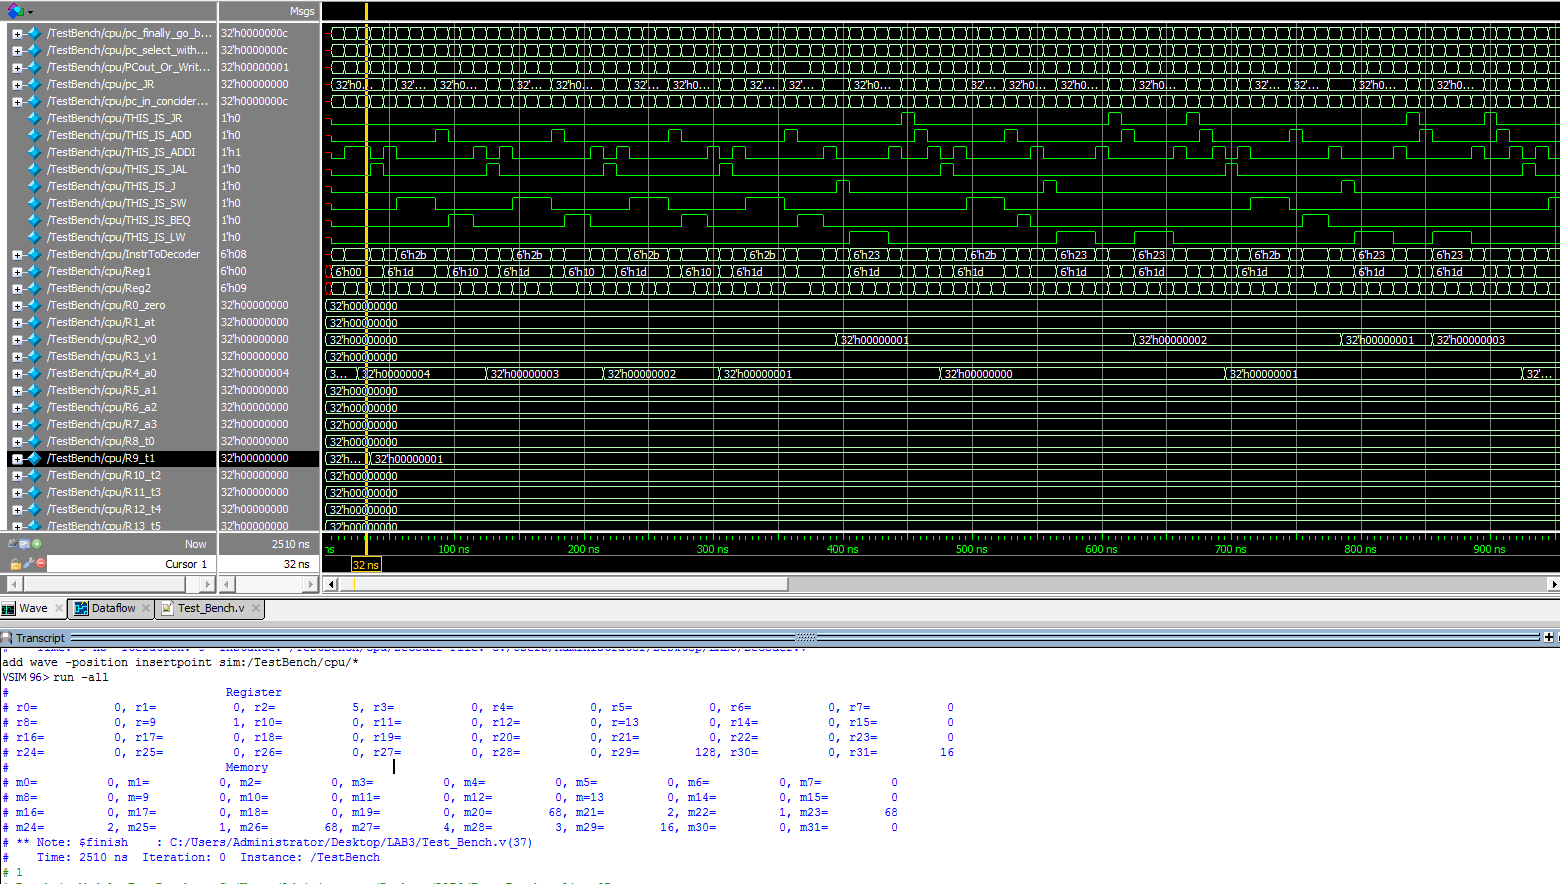 Msgs
/TestBench/cpu/pc_finally_go_b... 32'h0000000c
/TestBench/cpu/pc_select_with... 32'h0000000c
/TestBench/cpu/PCout_Or_Writ... 32'h00000001
/TestBench/cpu/pc_JR 32'h00000000 32'h0... 32'... 32'h0... 32'... 32'h0... 32'... 32'h0... 32'... 32'... 32'h0... 32'... 32'h0... 32'h0... 32'h0... 32'... 32'... 32'h0... 32'h0...
/TestBench/cpu/pc_in_concider... 32'h0000000c
/TestBench/cpu/THIS_IS_JR 1'h0
/TestBench/cpu/THIS_IS_ADD 1'h0
/TestBench/cpu/THIS_IS_ADDI 1'h1
/TestBench/cpu/THIS_IS_JAL 1'h0
/TestBench/cpu/THIS_IS_J 1'h0
/TestBench/cpu/THIS_IS_SW 1'h0
/TestBench/cpu/THIS_IS_BEQ 1'h0
/TestBench/cpu/THIS_IS_LW 1'h0
/TestBench/cpu/InstrToDecoder 6'h08 6'h2b 6'h2b 6'h2b 6'h2b 6'h23 6'h2b 6'h23 6'h23 6'h2b 6'h23 6'h23
/TestBench/cpu/Reg1 6'h00 6'h00 6'h1d 6'h10 6'h1d 6'h10 6'h1d 6'h10 6'h1d 6'h1d 6'h1d 6'h1d 6'h1d 6'h1d 6'h1d 6'h1d
/TestBench/cpu/Reg2 6'h09
/TestBench/cpu/R0_zero 32'h00000000 32'h00000000
/TestBench/cpu/R1_at 32'h00000000 32'h00000000
/TestBench/cpu/R2_v0 32'h00000000 32'h00000000 32'h00000001 32'h00000002 32'h00000001 32'h00000003
/TestBench/cpu/R3_v1 32'h00000000 32'h00000000
/TestBench/cpu/R4_a0 32'h00000004 3... 32'h00000004 32'h00000003 32'h00000002 32'h00000001 32'h00000000 32'h00000001 32'...
/TestBench/cpu/R5_a1 32'h00000000 32'h00000000
/TestBench/cpu/R6_a2 32'h00000000 32'h00000000
/TestBench/cpu/R7_a3 32'h00000000 32'h00000000
/TestBench/cpu/R8_t0 32'h00000000 32'h00000000
/TestBench/cpu/R9_t1 32'h00000000 32'h... 32'h00000001
/TestBench/cpu/R10_t2 32'h00000000 32'h00000000
/TestBench/cpu/R11_t3 32'h00000000 32'h00000000
/TestBench/cpu/R12_t4 32'h00000000 32'h00000000
/TestBench/cpu/R13_t5 32'h00000000 32'h00000000
Now 2510 ns ns 100 ns 200 ns 300 ns 400 ns 500 ns 600 ns 700 ns 800 ns 900 ns
Cursor 1 32 ns 32 ns
Wave Dataflow Test_Bench.v
Transcript
add wave -position insertpoint sim:/TestBench/cpu/*
VSIM 96> run -all
# Register
# r0= 0, r1= 0, r2= 5, r3= 0, r4= 0, r5= 0, r6= 0, r7= 0
# r8= 0, r=9 1, r10= 0, r11= 0, r12= 0, r=13 0, r14= 0, r15= 0
# r16= 0, r17= 0, r18= 0, r19= 0, r20= 0, r21= 0, r22= 0, r23= 0
# r24= 0, r25= 0, r26= 0, r27= 0, r28= 0, r29= 128, r30= 0, r31= 16
# Memory
# m0= 0, m1= 0, m2= 0, m3= 0, m4= 0, m5= 0, m6= 0, m7= 0
# m8= 0, m=9 0, m10= 0, m11= 0, m12= 0, m=13 0, m14= 0, m15= 0
# m16= 0, m17= 0, m18= 0, m19= 0, m20= 68, m21= 2, m22= 1, m23= 68
# m24= 2, m25= 1, m26= 68, m27= 4, m28= 3, m29= 16, m30= 0, m31= 0
# ** Note: $finish : C:/Users/Administrator/Desktop/LAB3/Test_Bench.v(37)
# Time: 2510 ns Iteration: 0 Instance: /TestBench
# 1